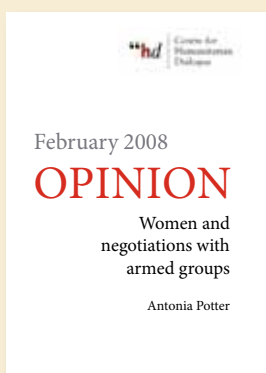 "hd
Centre for
Humanitarian
Dialogue
February 2008
OPINION
Women and
negotiations with
armed groups
Antonia Potter